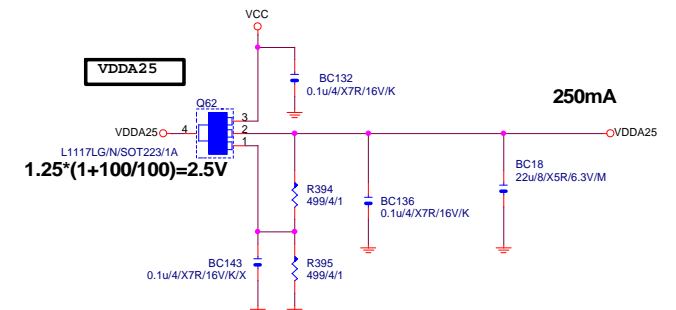 VCC
VDDA25
BC132
0.1u/4/X7R/16V/K
250mA
Q62
3
VDDA25
4
2
VDDA25
1
L1117LG/N/SOT223/1A
1.25*(1+100/100)=2.5V
BC18
22u/8/X5R/6.3V/M
R394
499/4/1
BC136
0.1u/4/X7R/16V/K
BC143
0.1u/4/X7R/16V/K/X
R395
499/4/1